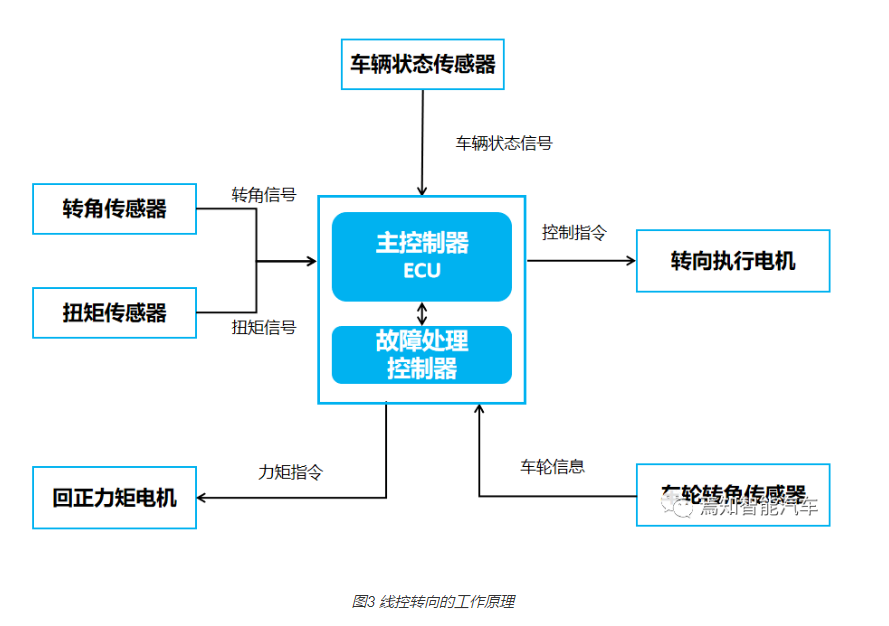 车辆状态传感器
车辆状态信号
转角传感器
转角信号
主控制器
ECU
控制指令
转向执行电机
扭矩传感器
扭矩信号
故障处理
控制器
回正力矩电机
力矩指令
车轮信息
车轮转角传感器
焉知智能汽车
图3 线控转向的工作原理